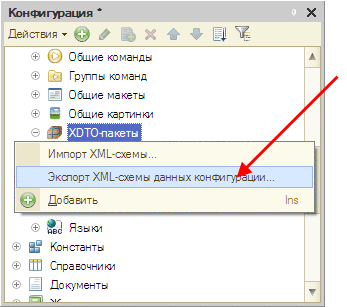 Конфигурация *
Действия
Общие команды
Группы команд
Общие макеты
Общие картинки
XDTO-пакеты
Импорт XML-схемы...
Экспорт XML-схемы данных конфигурации...
Добавить Ins
Языки
Константы
Справочники
Документы